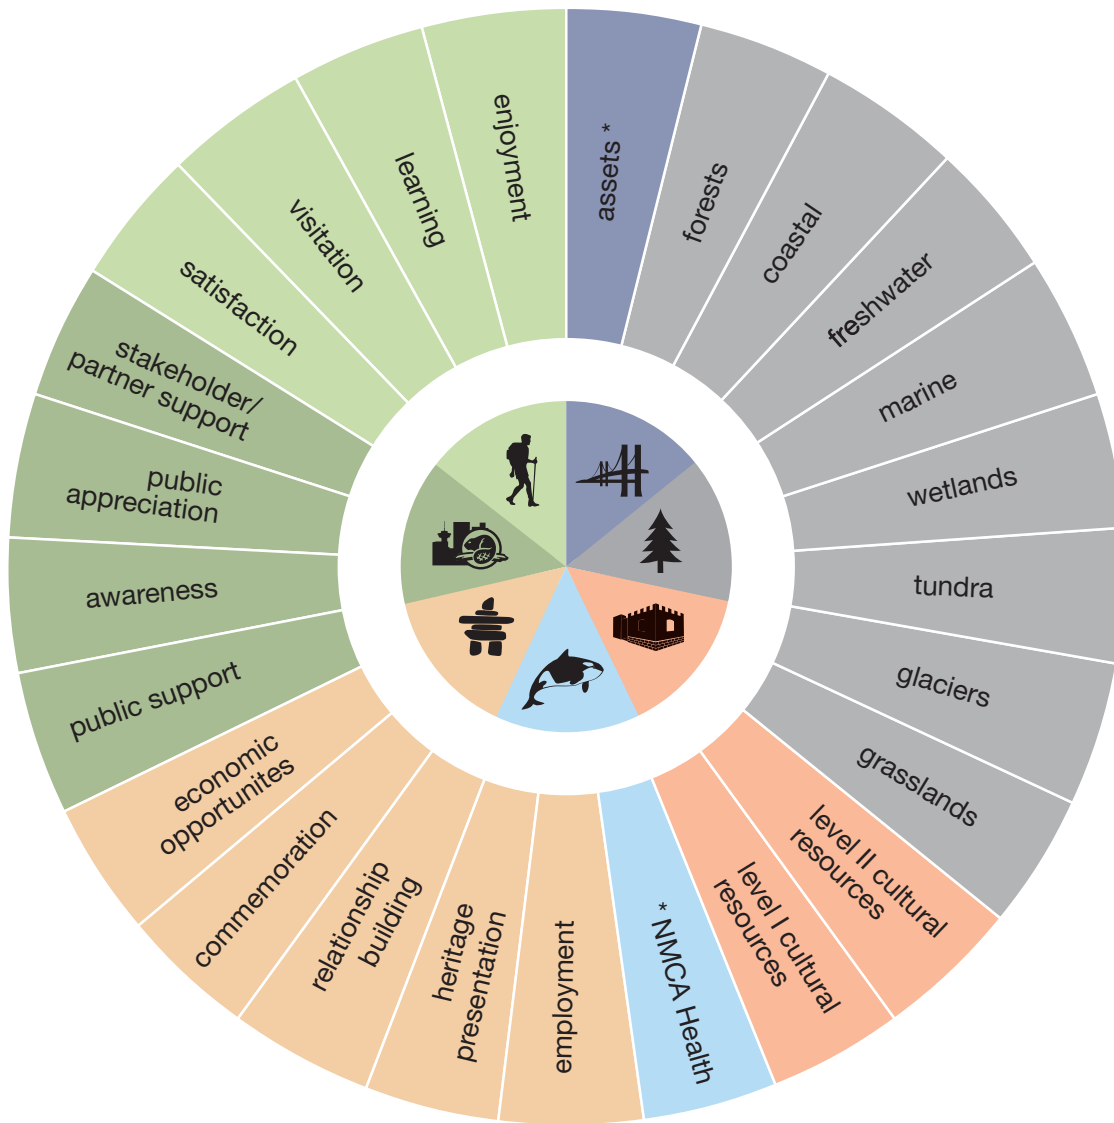 assets *
forests
coastal
freshwater
marine
wetlands
tundra
glaciers
grasslands
level II cultural
resources
level I cultural
resources
* NMCA Health
employment
heritage
presentation
relationship
building
commemoration
economic
opportunites
public support
awareness
public
appreciation
stakeholder/
partner support
satisfaction
visitation
learning
enjoyment